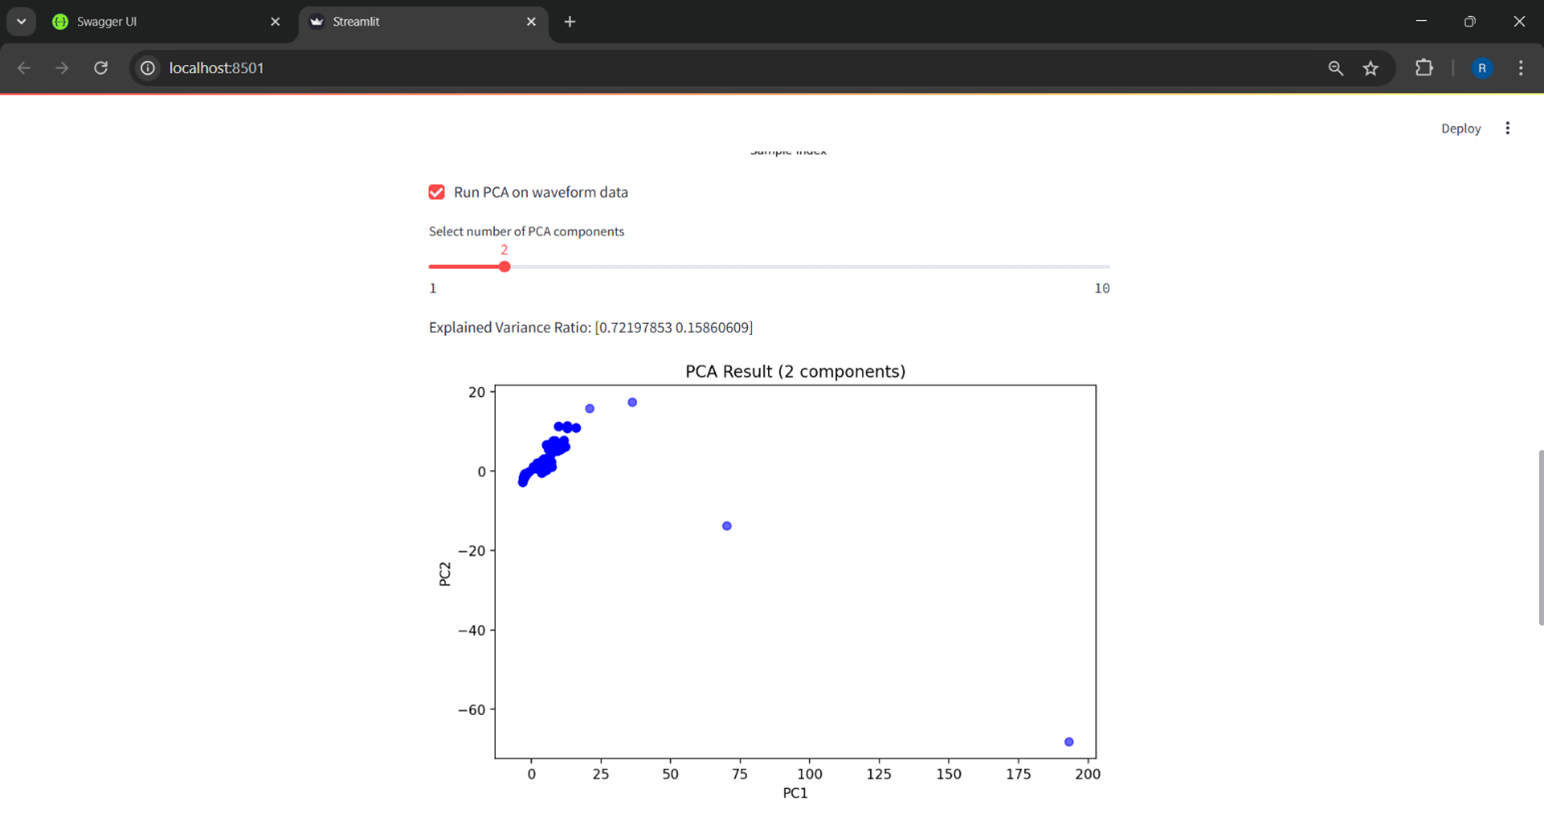 Swagger UI
Streamlit
localhost:8501
R
Deploy
Sample Index
Run PCA on waveform data
Select number of PCA components
2
1
10
Explained Variance Ratio: [0.72197853 0.15860609]
PCA Result (2 components)
20
0
−20
−40
−60
PC2
0
25
50
75
100
125
150
175
200
PC1